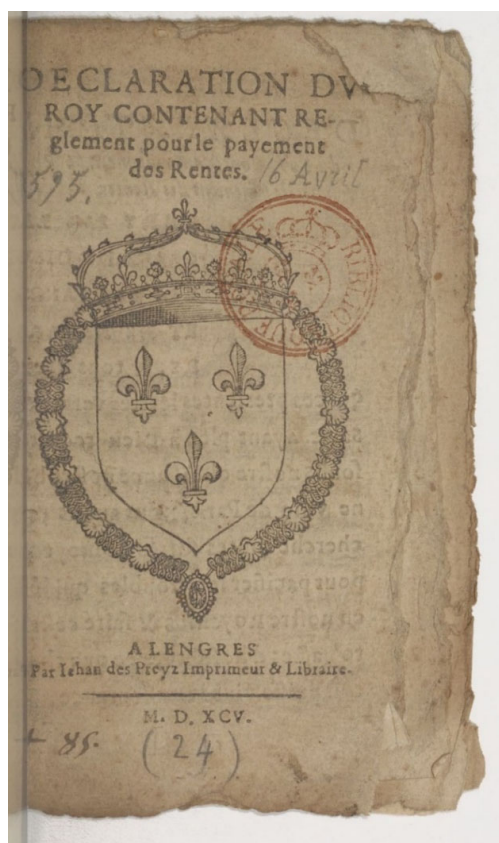 DECLARATION DV
ROY CONTENANT RE-
glement pour le payement
des Rentes. 16 Avril
1595.
BIBLIOTHEQUE
A LENGRES
Par Iehan des Preyz Imprimeur & Libraire.
M. D. XCV.
85.
(24)